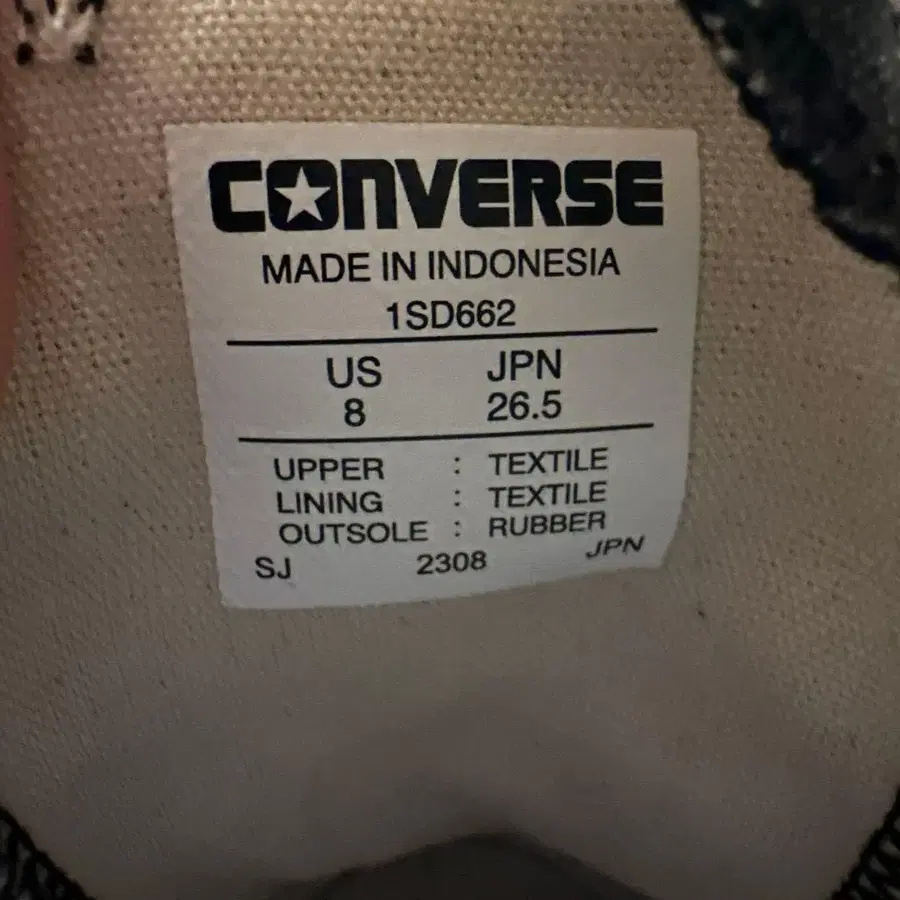 CONVERSE
MADE IN INDONESIA
1SD662
US JPN
8 26.5
UPPER : TEXTILE
LINING : TEXTILE
OUTSOLE : RUBBER
SJ 2308 JPN